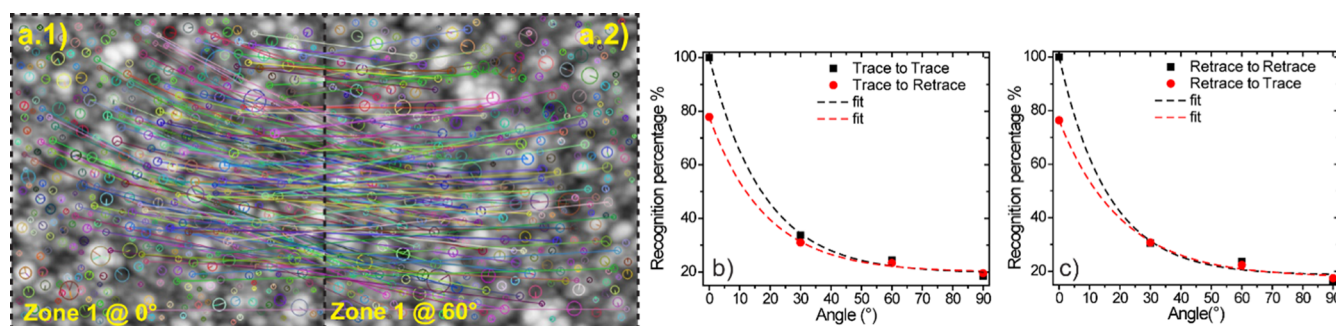 a.1)
a.2)
Zone 1 @ 0°
Zone 1 @ 60°
100
80
60
40
20
Recognition percentage %
Trace to Trace
Trace to Retrace
fit
fit
b)
0 10 20 30 40 50 60 70 80 90
Angle (°)
100
80
60
40
20
Recognition percentage %
Retrace to Retrace
Retrace to Trace
fit
fit
c)
0 10 20 30 40 50 60 70 80 90
Angle(°)